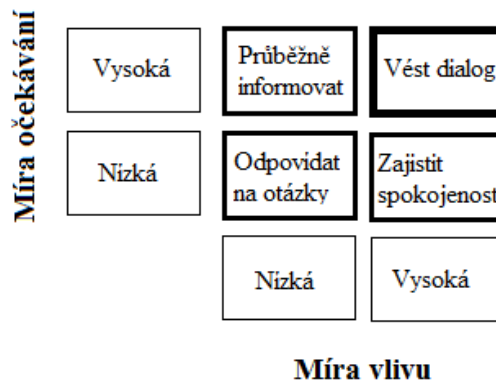 Míra očekávání
Vysoká
Průběžně
informovat
Vést dialog
Nízká
Odpovídat
na otázky
Zajistit
spokojenost
Nízká
Vysoká
Míra vlivu